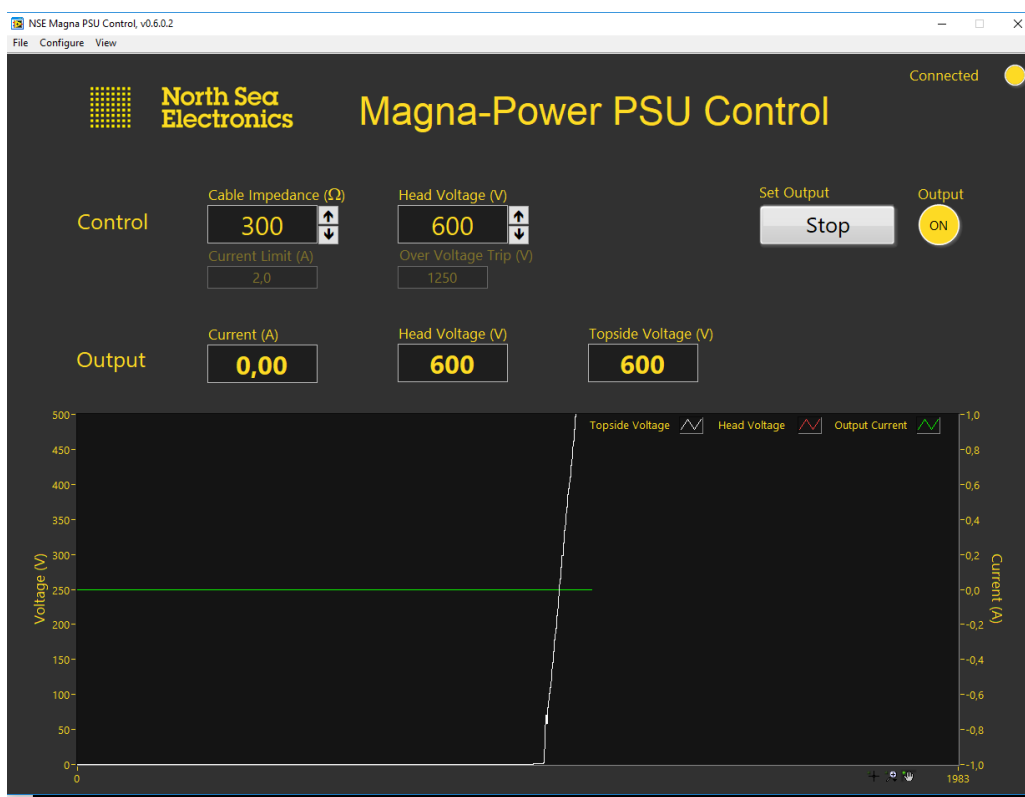 NSE Magna PSU Control, v0.6.0.2
File Configure View
Connected
North Sea
Electronics
Magna-Power PSU Control
Control
Cable Impedance (Ω)
300
Head Voltage (V)
600
Set Output
Stop
Output
ON
Current Limit (A)
2,0
Over Voltage Trip (V)
1250
Output
Current (A)
0,00
Head Voltage (V)
600
Topside Voltage (V)
600
Topside Voltage
Head Voltage
Output Current
Voltage (V)
500
450
400
350
300
250
200
150
100
50
0
0
1983
1,0
0,8
0,6
0,4
0,2
0,0
-0,2
-0,4
-0,6
-0,8
-1,0
Current (A)